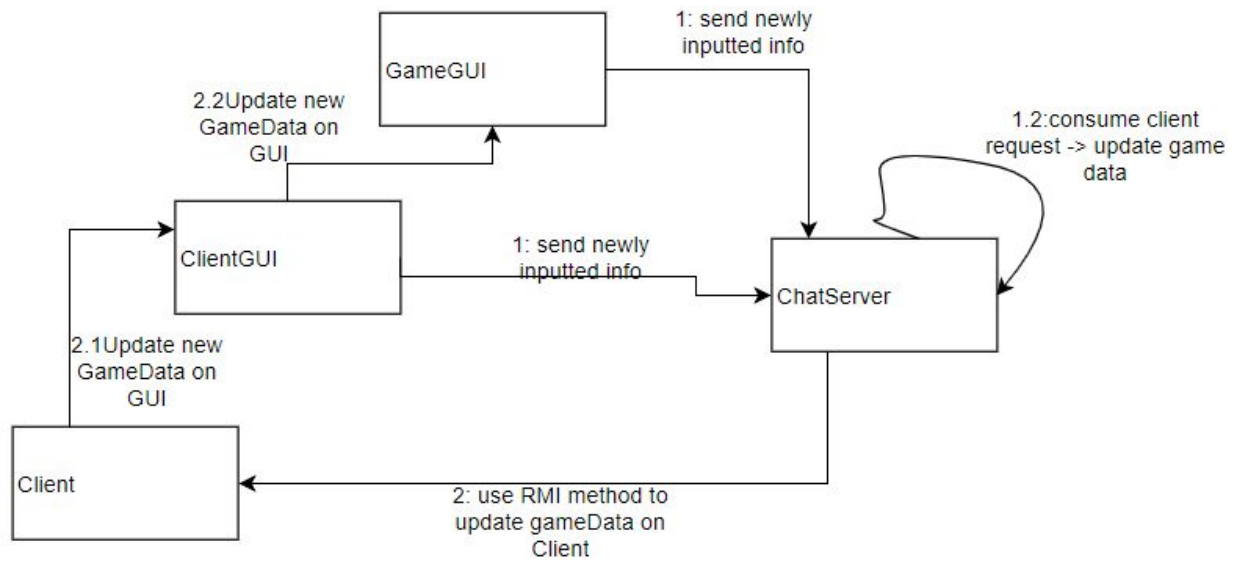 1: send newly
inputted info
GameGUI
2.2Update new
GameData on
GUI
1.2:consume client
request -> update game
data
ClientGUI
1: send newly
inputted info
ChatServer
2.1Update new
GameData on
GUI
Client
2: use RMI method to
update gameData on
Client